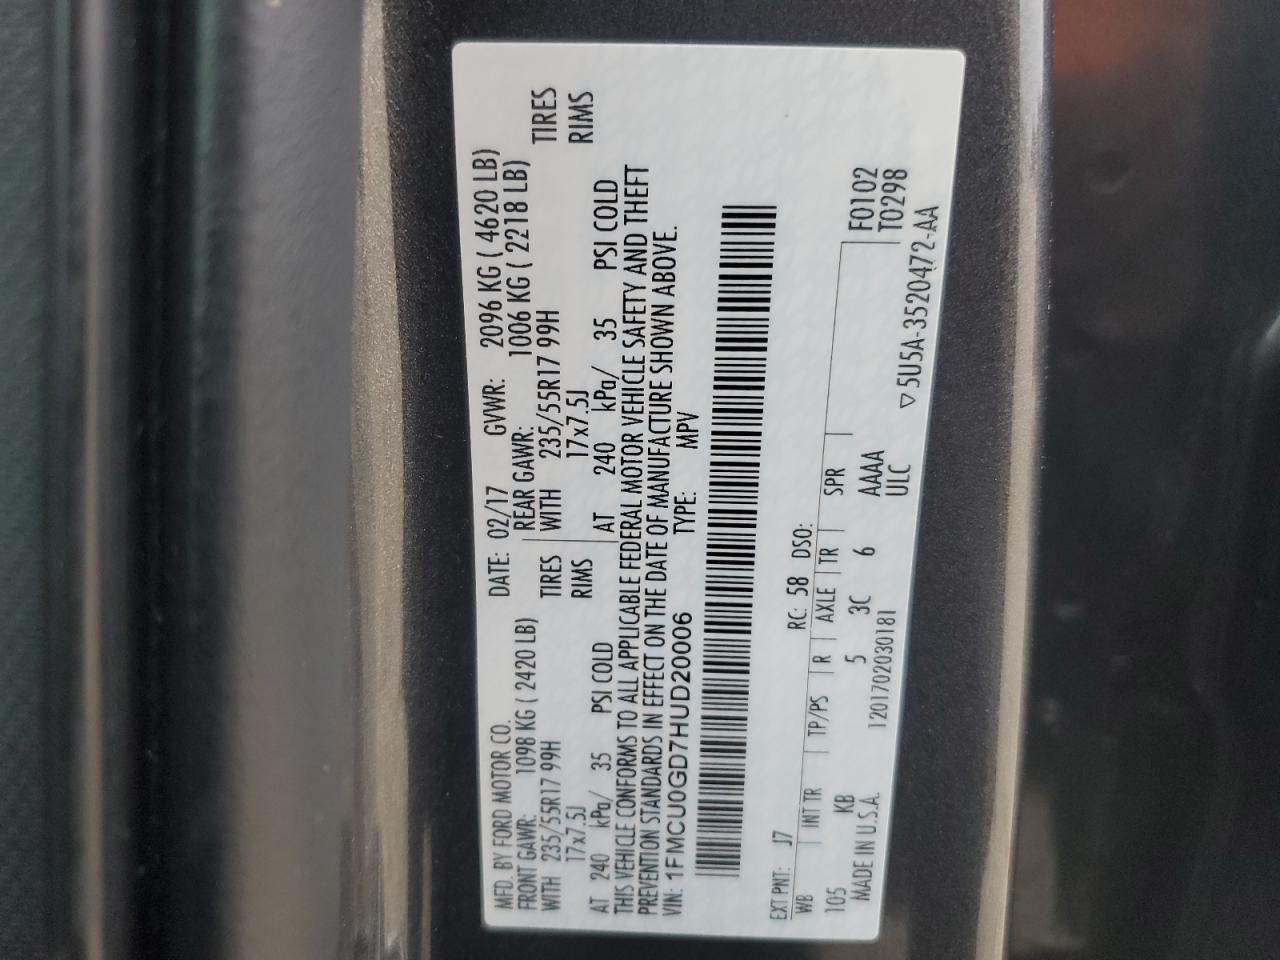 MFD. BY FORD MOTOR CO. DATE: 02/17 GVWR: 2096 KG ( 4620 LB)
FRONT GAWR: 1098 KG ( 2420 LB) REAR GAWR: 1006 KG ( 2218 LB)
WITH 235/55R17 99H TIRES WITH 235/55R17 99H TIRES
17x7.5J RIMS 17x7.5J RIMS
AT 240 kPa/ 35 PSI COLD AT 240 kPa/ 35 PSI COLD
THIS VEHICLE CONFORMS TO ALL APPLICABLE FEDERAL MOTOR VEHICLE SAFETY AND THEFT
PREVENTION STANDARDS IN EFFECT ON THE DATE OF MANUFACTURE SHOWN ABOVE.
VIN: 1FMCU0GD7HUD20006 TYPE: MPV
EXT PNT: J7 RC: 58 DSO:
WB INT TR TP/PS R AXLE TR SPR
105 KB 5 3C 6 AAAA F0102
ULC T0298
MADE IN U.S.A. 1201702030181 ▽ 5U5A-3520472-AA